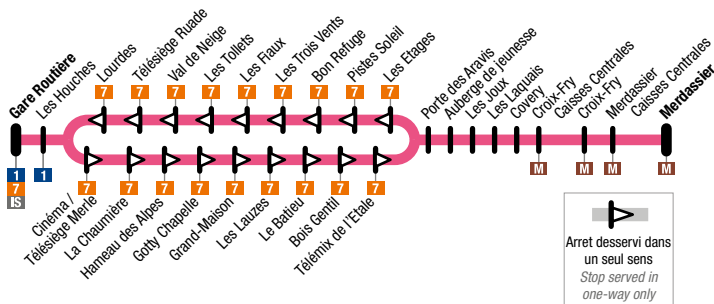 Gare Routière
Les Houches
Lourdes
Télésiège Ruade
Val de Neige
Les Tollets
Les Fiaux
Les Trois Vents
Bon Refuge
Pistes Soleil
Les Etages
Porte des Aravis
Auberge de jeunesse
Les Joux
Les Laquais
Covery
Croix-Fry
Caisses Centrales
Croix-Fry
Merdassier
Caisses Centrales
Merdassier
7 7 7 7 7 7 7 7 7
1
7
IS
1
7 7 7 7 7 7 7 7 7
M M M M
Cinéma /
Télésiège Merle
La Chaumière
Hameau des Alpes
Gotty Chapelle
Grand-Maison
Les Lauzes
Le Batieu
Bois Gentil
Télémix de l'Etale
Arret desservi dans
un seul sens
Stop served in
one-way only